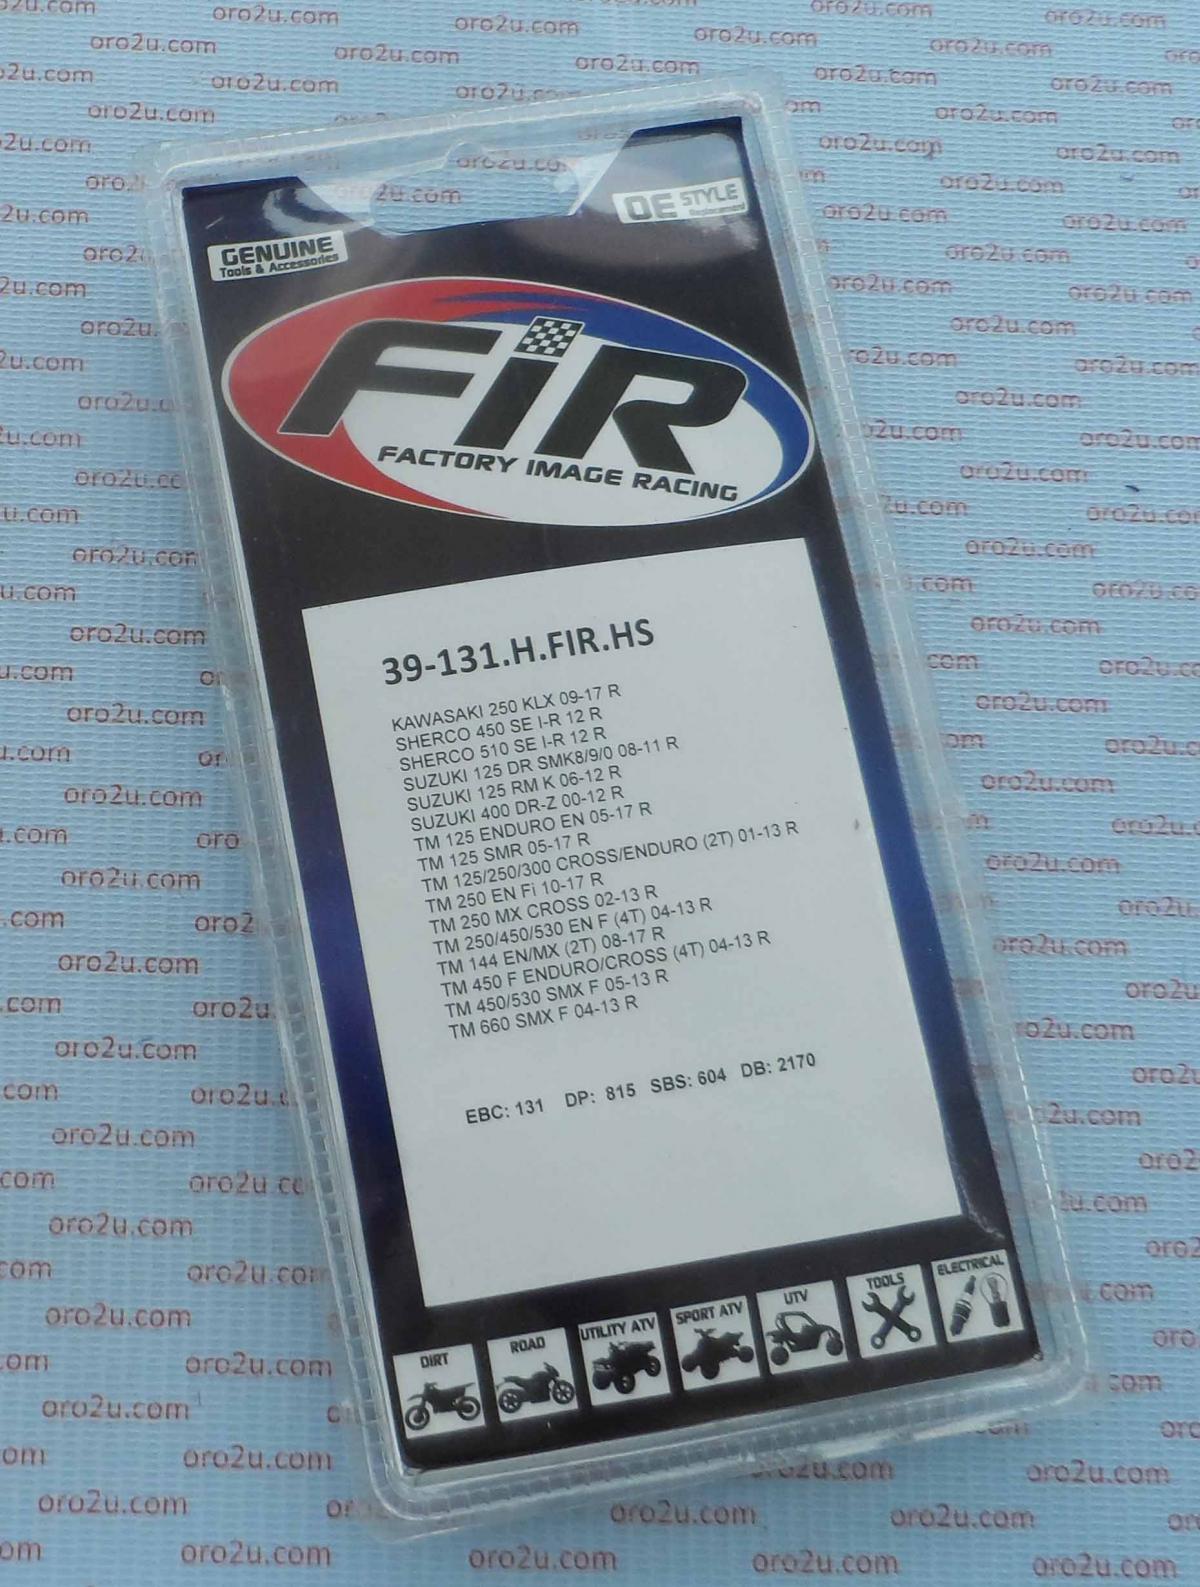 GENUINE
Tools & Accessories
OE STYLE
Replacement
FiR
FACTORY IMAGE RACING
39-131.H.FIR.HS
KAWASAKI 250 KLX 09-17 R
SHERCO 450 SE I-R 12 R
SHERCO 510 SE I-R 12 R
SUZUKI 125 DR SMK8/9/0 08-11 R
SUZUKI 125 RM K 06-12 R
SUZUKI 400 DR-Z 00-12 R
TM 125 ENDURO EN 05-17 R
TM 125 SMR 05-17 R
TM 125/250/300 CROSS/ENDURO (2T) 01-13 R
TM 250 EN Fi 10-17 R
TM 250 MX CROSS 02-13 R
TM 250/450/530 EN F (4T) 04-13 R
TM 144 EN/MX (2T) 08-17 R
TM 450 F ENDURO/CROSS (4T) 04-13 R
TM 450/530 SMX F 05-13 R
TM 660 SMX F 04-13 R
EBC: 131 DP: 815 SBS: 604 DB: 2170
DIRT
ROAD
UTILITY ATV
SPORT ATV
UTV
TOOLS
ELECTRICAL
oro2u.com